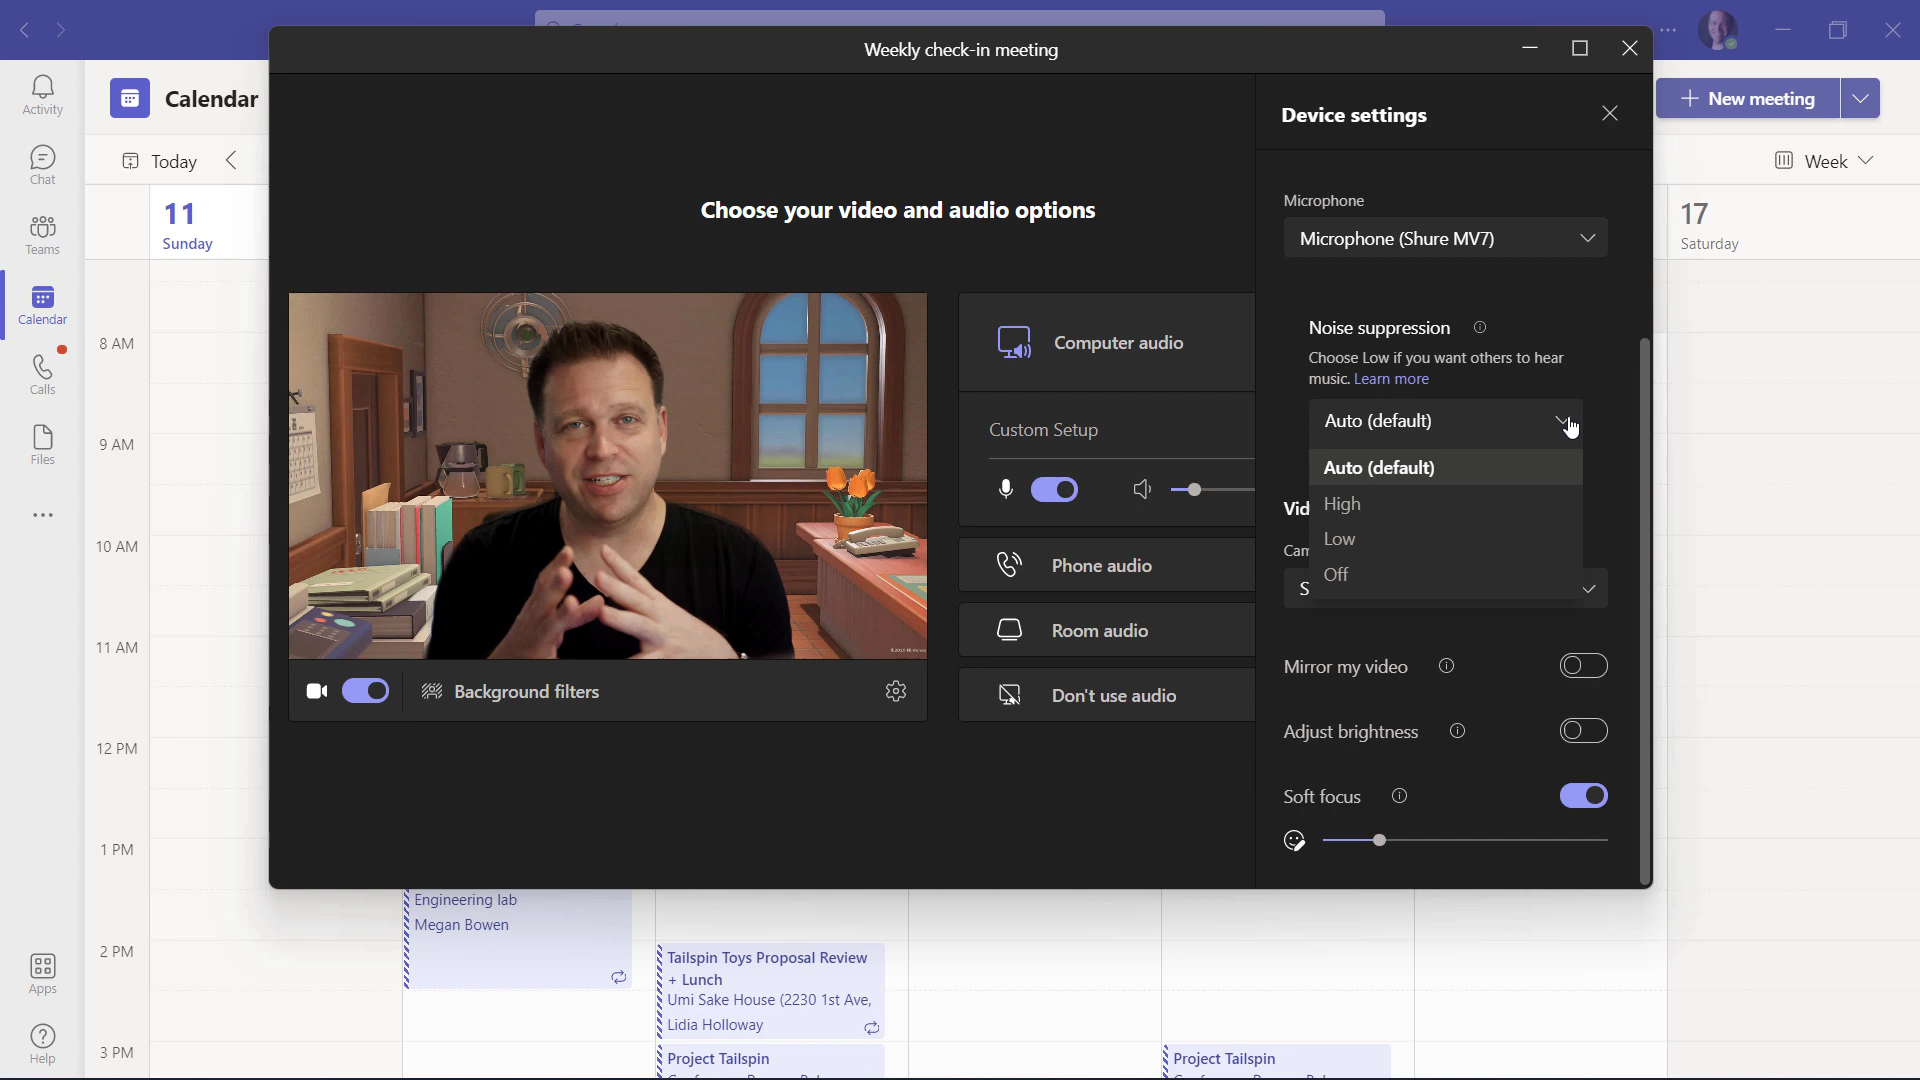 Weekly check-in meeting
Activity
Chat
Teams
Calendar
Calls
Files
Apps
Help
Calendar
New meeting
Today
Week
11
Sunday
17
Saturday
8 AM
9 AM
10 AM
11 AM
12 PM
1 PM
2 PM
3 PM
Choose your video and audio options
Background filters
Computer audio
Custom Setup
Phone audio
Room audio
Don't use audio
Device settings
Microphone
Microphone (Shure MV7)
Noise suppression
Choose Low if you want others to hear
music. Learn more
Auto (default)
Auto (default)
High
Low
Off
Vid
Cam
S
Mirror my video
Adjust brightness
Soft focus
Engineering lab
Megan Bowen
Tailspin Toys Proposal Review
+ Lunch
Umi Sake House (2230 1st Ave,
Lidia Holloway
Project Tailspin
Project Tailspin